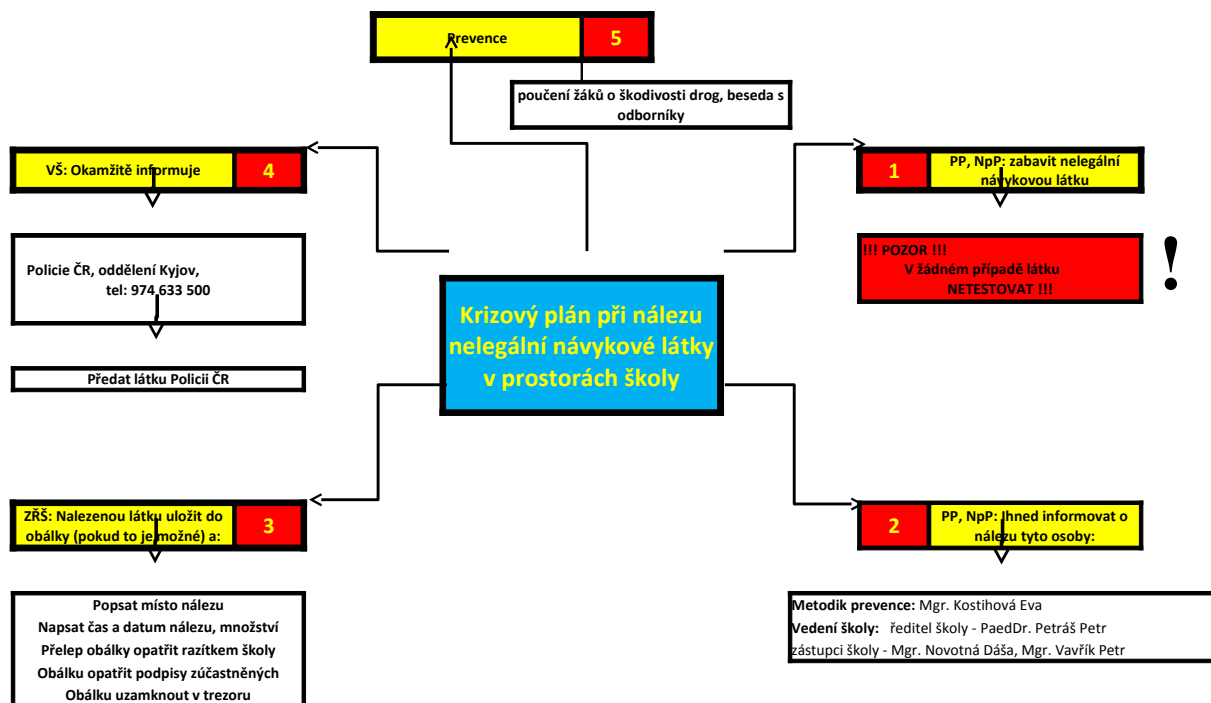 Prevence 5
poučení žáků o škodivosti drog, beseda s
odborníky
VŠ: Okamžitě informuje 4
Policie ČR, oddělení Kyjov,
tel: 974 633 500
Předat látku Policii ČR
1 PP, NpP: zabavit nelegální
návykovou látku
!!! POZOR !!!
V žádném případě látku
NETESTOVAT !!!
!
Krizový plán při nálezu
nelegální návykové látky
v prostorách školy
ZŘŠ: Nalezenou látku uložit do
obálky (pokud to je možné) a:
3
Popsat místo nálezu
Napsat čas a datum nálezu, množství
Přelep obálky opatřit razítkem školy
Obálku opatřit podpisy zúčastněných
Obálku uzamknout v trezoru
2 PP, NpP: Ihned informovat o
nálezu tyto osoby:
Metodik prevence: Mgr. Kostihová Eva
Vedení školy: ředitel školy - PaedDr. Petráš Petr
zástupci školy - Mgr. Novotná Dáša, Mgr. Vavřík Petr